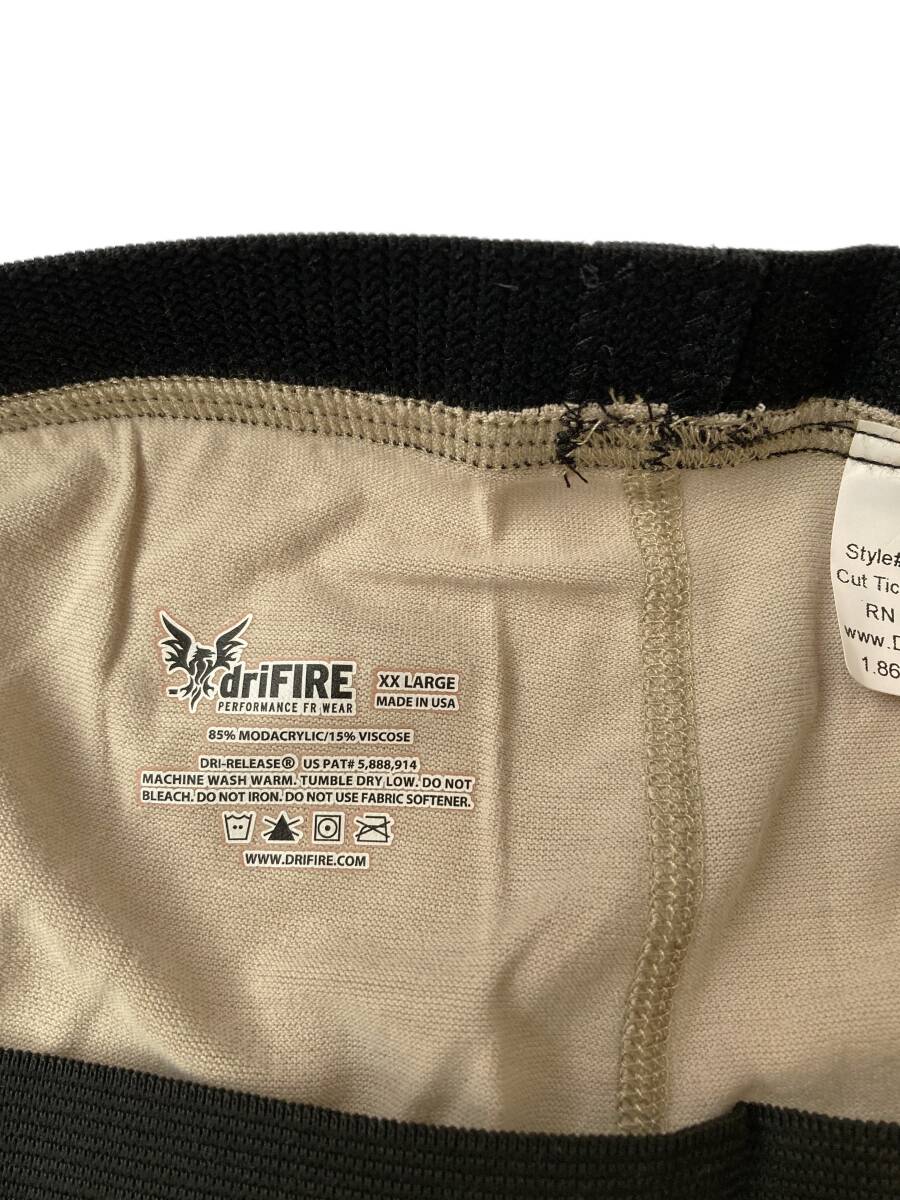 driFIRE
PERFORMANCE FR WEAR
XX LARGE
MADE IN USA
85% MODACRYLIC/15% VISCOSE
DRI-RELEASE® US PAT# 5,888,914
MACHINE WASH WARM. TUMBLE DRY LOW. DO NOT
BLEACH. DO NOT IRON. DO NOT USE FABRIC SOFTENER.
WWW.DRIFIRE.COM
Style#
Cut Tic
RN
www.D
1.86